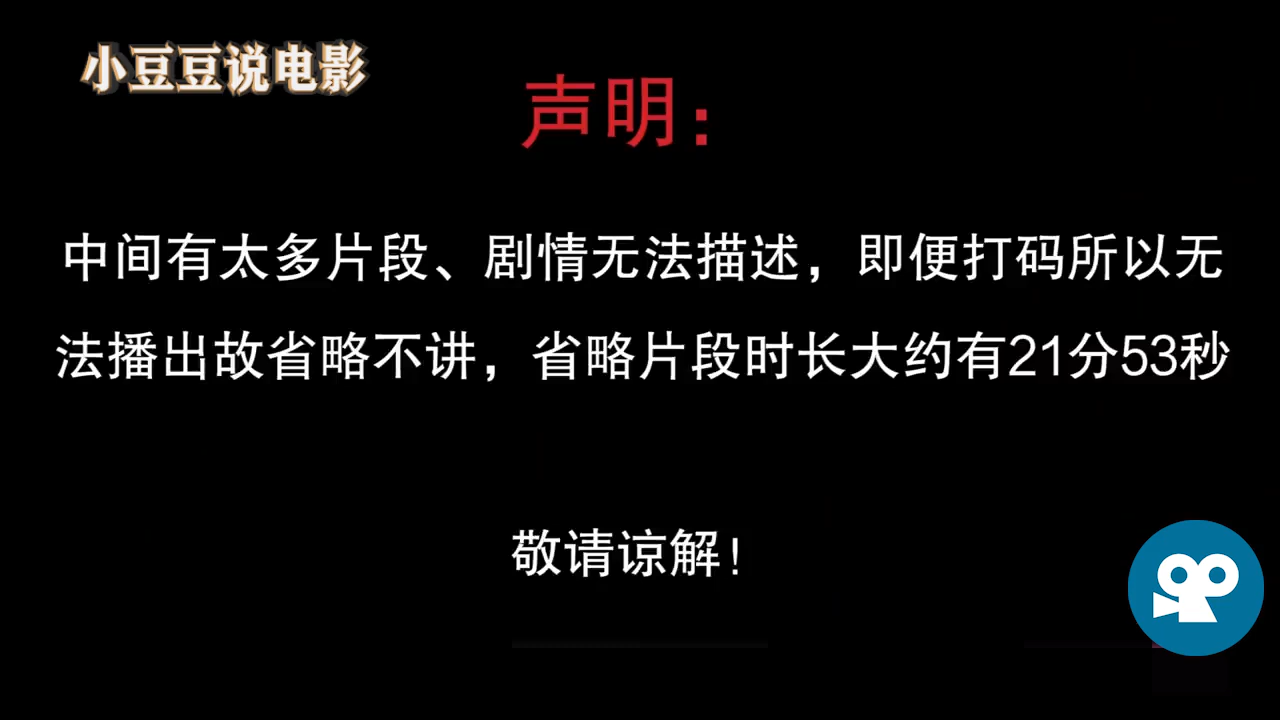 小豆豆说电影
声明：
中间有太多片段、剧情无法描述，即便打码所以无
法播出故省略不讲，省略片段时长大约有21分53秒
敬请谅解！